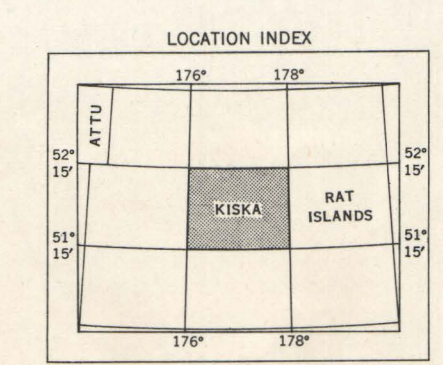 LOCATION INDEX
176° 178°
ATTU
52° 15′
52° 15′
KISKA
RAT
ISLANDS
51° 15′
51° 15′
176° 178°